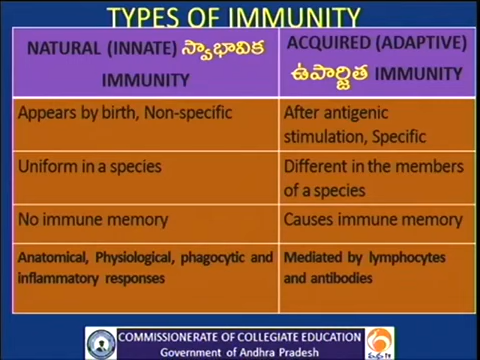 TYPES OF IMMUNITY
NATURAL (INNATE) స్వాభావిక
IMMUNITY
ACQUIRED (ADAPTIVE)
ఉపార్జిత IMMUNITY
Appears by birth, Non-specific
After antigenic
stimulation, Specific
Uniform in a species
Different in the members
of a species
No immune memory
Causes immune memory
Anatomical, Physiological, phagocytic and
inflammatory responses
Mediated by lymphocytes
and antibodies
COMMISSIONERATE OF COLLEGIATE EDUCATION
Government of Andhra Pradesh